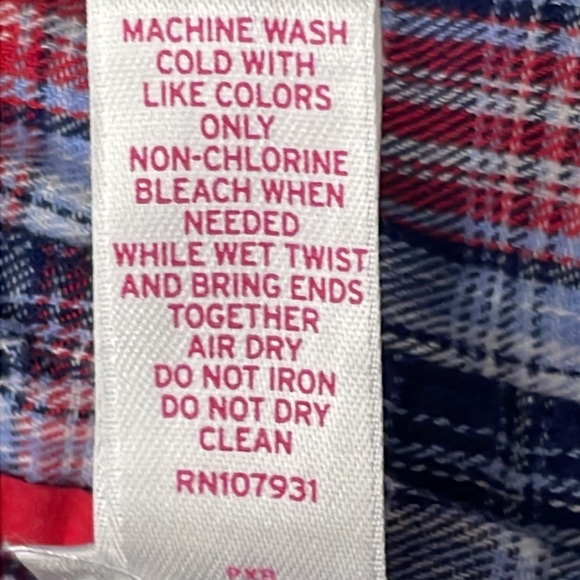 MACHINE WASH
COLD WITH
LIKE COLORS
ONLY
NON-CHLORINE
BLEACH WHEN
NEEDED
WHILE WET TWIST
AND BRING ENDS
TOGETHER
AIR DRY
DO NOT IRON
DO NOT DRY
CLEAN
RN107931